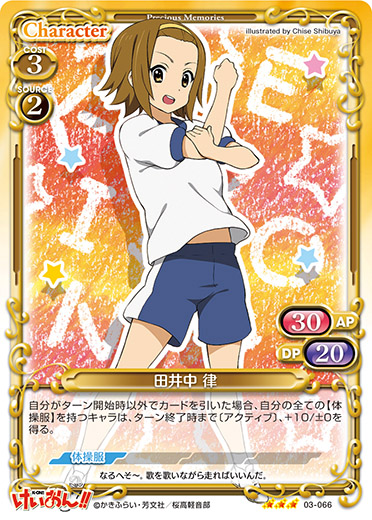 Precious Memories
Character
illustrated by Chise Shibuya
COST
3
SOURCE
2
30 AP
DP 20
田井中 律
自分がターン開始時以外でカードを引いた場合、自分の全ての【体
操服】を持つキャラは、ターン終了時まで〔アクティブ〕、+10/±0を
得る。
体操服
なるへそ~。歌を歌いながら走ればいいんだ。
K-ON!!
けいおん!!
©かきふらい・芳文社/桜高軽音部
★★★ 03-066